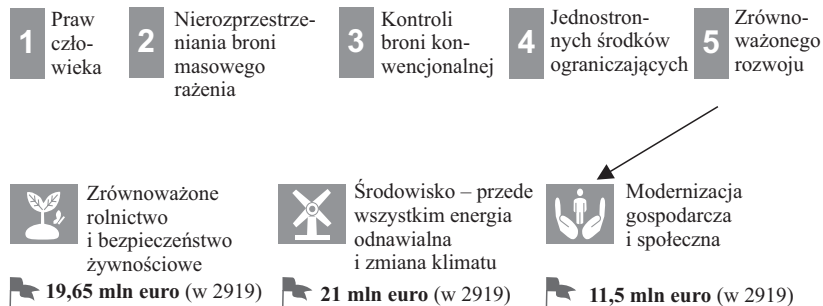 1
Praw
czło-
wieka
2
Nierozprzestrze-
niania broni
masowego
rażenia
3
Kontroli
broni kon-
wencjonalnej
4
Jednostron-
nych środków
ograniczających
5
Zrówno-
ważonego
rozwoju
Zrównoważone
rolnictwo
i bezpieczeństwo
żywnościowe
19,65 mln euro (w 2919)
Środowisko – przede
wszystkim energia
odnawialna
i zmiana klimatu
21 mln euro (w 2919)
Modernizacja
gospodarcza
i społeczna
11,5 mln euro (w 2919)